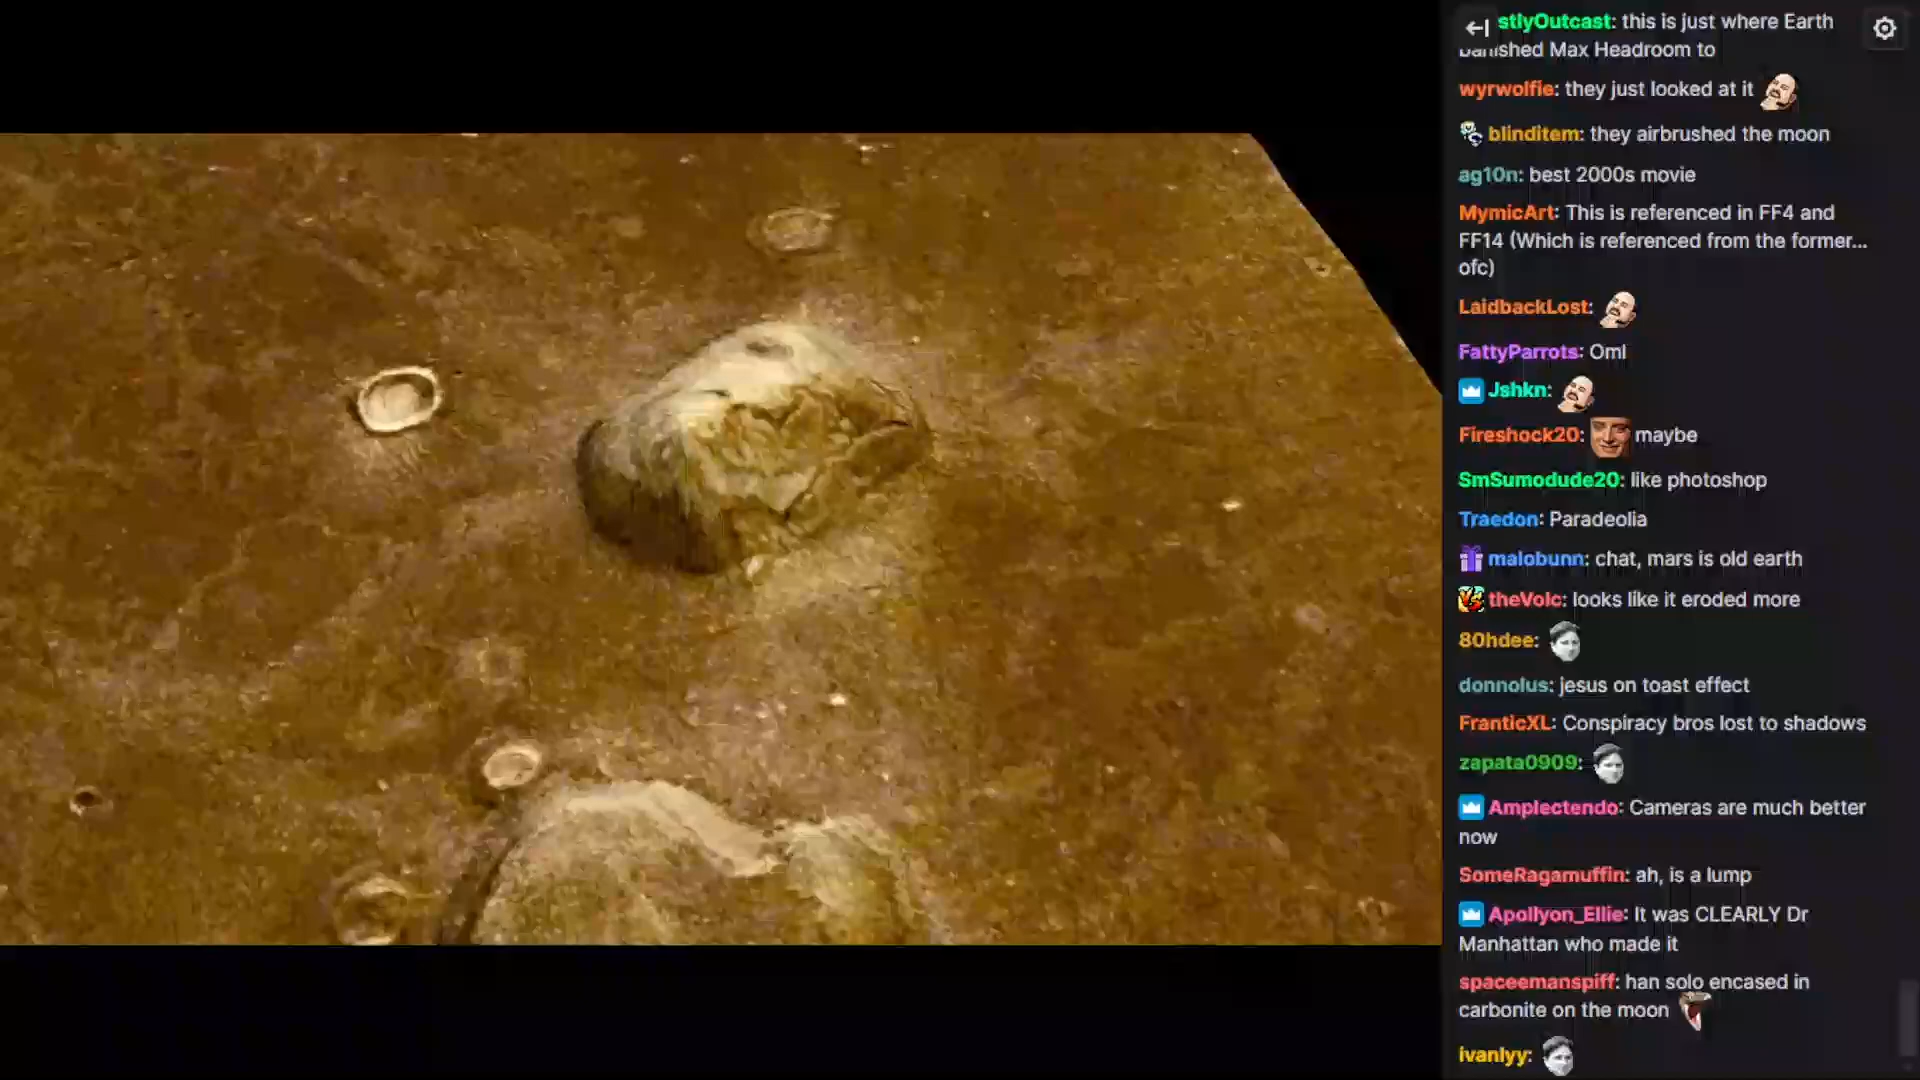 stlyOutcast: this is just where Earth
banished Max Headroom to
wyrwolfie: they just looked at it
blinditem: they airbrushed the moon
ag10n: best 2000s movie
MymicArt: This is referenced in FF4 and
FF14 (Which is referenced from the former...
ofc)
LaidbackLost:
FattyParrots: Oml
Jshkn:
Fireshock20: maybe
SmSumodude20: like photoshop
Traedon: Paradeolia
malobunn: chat, mars is old earth
theVolc: looks like it eroded more
80hdee:
donnolus: jesus on toast effect
FranticXL: Conspiracy bros lost to shadows
zapata0909:
Amplectendo: Cameras are much better
now
SomeRagamuffin: ah, is a lump
Apollyon_Ellie: It was CLEARLY Dr
Manhattan who made it
spaceemanspiff: han solo encased in
carbonite on the moon
ivanlyy: